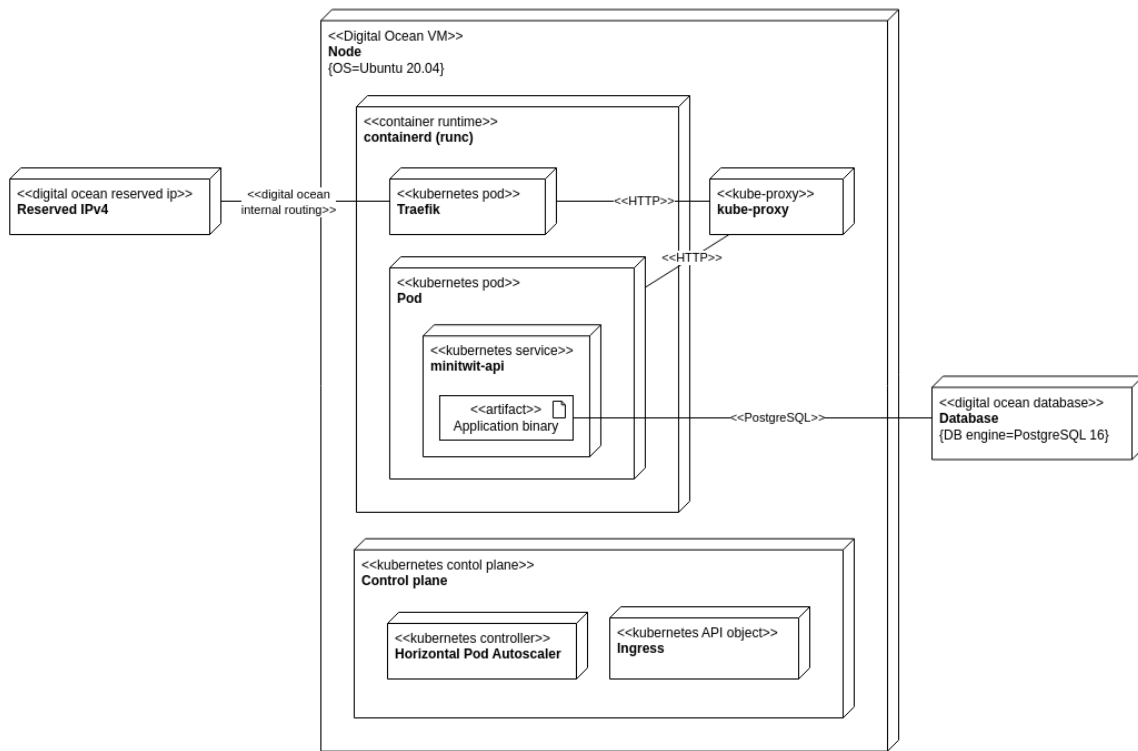 <<Digital Ocean VM>>
Node
{OS=Ubuntu 20.04}
<<container runtime>>
containerd (runc)
<<digital ocean reserved ip>>
Reserved IPv4
<<digital ocean
internal routing>>
<<kubernetes pod>>
Traefik
<<HTTP>>
<<kube-proxy>>
kube-proxy
<<HTTP>>
<<kubernetes pod>>
Pod
<<kubernetes service>>
minitwit-api
<<artifact>>
Application binary
<<PostgreSQL>>
<<digital ocean database>>
Database
{DB engine=PostgreSQL 16}
<<kubernetes contol plane>>
Control plane
<<kubernetes controller>>
Horizontal Pod Autoscaler
<<kubernetes API object>>
Ingress